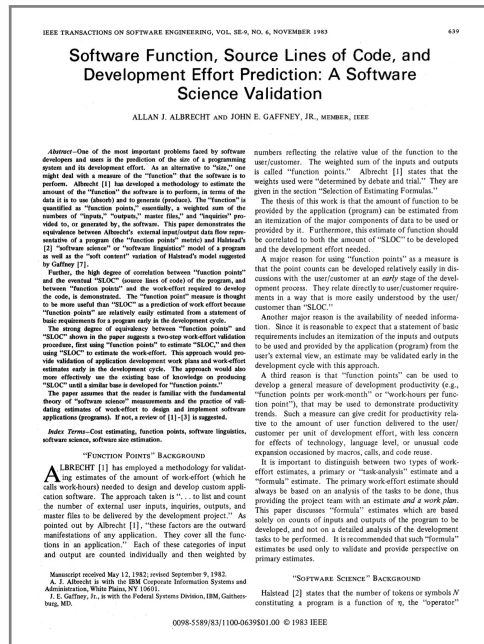 IEEE TRANSACTIONS ON SOFTWARE ENGINEERING, VOL. SE-9, NO. 6, NOVEMBER 1983
639
Software Function, Source Lines of Code, and
Development Effort Prediction: A Software
Science Validation
ALLAN J. ALBRECHT AND JOHN E. GAFFNEY, JR., MEMBER, IEEE
Abstract—One of the most important problems faced by software
developers and users is the prediction of the size of a programming
system and its development effort. As an alternative to "size," one
might deal with a measure of the "function" that the software is to
perform. Albrecht [1] has developed a methodology to estimate the
amount of the "function" the software is to perform, in terms of the
data it is to use (absorb) and to generate (produce). The "function" is
quantified as "function points," essentially, a weighted sum of the
numbers of "inputs," "outputs," master files," and "inquiries" pro-
vided to, or generated by, the software. This paper demonstrates the
equivalence between Albrecht's external input/output data flow repre-
sentative of a program (the "function points" metric) and Halstead's
[2] "software science" or "software linguistics" model of a program
as well as the "soft content" variation of Halstead's model suggested
by Gaffney [7].
Further, the high degree of correlation between "function points"
and the eventual "SLOC" (source lines of code) of the program, and
between "function points" and the work-effort required to develop
the code, is demonstrated. The "function point" measure is thought
to be more useful than "SLOC" as a prediction of work effort because
"function points" are relatively easily estimated from a statement of
basic requirements for a program early in the development cycle.
The strong degree of equivalency between "function points" and
"SLOC" shown in the paper suggests a two-step work-effort validation
procedure, first using "function points" to estimate "SLOC," and then
using "SLOC" to estimate the work-effort. This approach would pro-
vide validation of application development work plans and work-effort
estimates early in the development cycle. The approach would also
more effectively use the existing base of knowledge on producing
"SLOC" until a similar base is developed for "function points."
The paper assumes that the reader is familiar with the fundamental
theory of "software science" measurements and the practice of vali-
dating estimates of work-effort to design and implement software
applications (programs). If not, a review of [1]-[3] is suggested.
Index Terms—Cost estimating, function points, software linguistics,
software science, software size estimation.
"FUNCTION POINTS" BACKGROUND
ALBRECHT [1] has employed a methodology for validat-
ing estimates of the amount of work-effort (which he
calls work-hours) needed to design and develop custom appli-
cation software. The approach taken is ". . . to list and count
the number of external user inputs, inquiries, outputs, and
master files to be delivered by the development project." As
pointed out by Albrecht [1], "these factors are the outward
manifestations of any application. They cover all the func-
tions in an application." Each of these categories of input
and output are counted individually and then weighted by
Manuscript received May 12, 1982; revised September 9, 1982.
A. J. Albrecht is with the IBM Corporate Information Systems and
Administration, White Plains, NY 10601.
J. E. Gaffney, Jr., is with the Federal Systems Division, IBM, Gaithers-
burg, MD.
numbers reflecting the relative value of the function to the
user/customer. The weighted sum of the inputs and outputs
is called "function points." Albrecht [1] states that the
weights used were "determined by debate and trial." They are
given in the section "Selection of Estimating Formulas."
The thesis of this work is that the amount of function to be
provided by the application (program) can be estimated from
an itemization of the major components of data to be used or
provided by it. Furthermore, this estimate of function should
be correlated to both the amount of "SLOC" to be developed
and the development effort needed.
A major reason for using "function points" as a measure is
that the point counts can be developed relatively easily in dis-
cussions with the user/customer at an early stage of the devel-
opment process. They relate directly to user/customer require-
ments in a way that is more easily understood by the user/
customer than "SLOC."
Another major reason is the availability of needed informa-
tion. Since it is reasonable to expect that a statement of basic
requirements includes an itemization of the inputs and outputs
to be used and provided by the application (program) from the
user's external view, an estimate may be validated early in the
development cycle with this approach.
A third reason is that "function points" can be used to
develop a general measure of development productivity (e.g.,
"function points per work-month" or "work-hours per func-
tion point"), that may be used to demonstrate productivity
trends. Such a measure can give credit for productivity rela-
tive to the amount of user function delivered to the user/
customer per unit of development effort, with less concern
for effects of technology, language level, or unusual code
expansion occasioned by macros, calls, and code reuse.
It is important to distinguish between two types of work-
effort estimates, a primary or "task-analysis" estimate and a
"formula" estimate. The primary work-effort estimate should
always be based on an analysis of the tasks to be done, thus
providing the project team with an estimate and a work plan.
This paper discusses "formula" estimates which are based
solely on counts of inputs and outputs of the program to be
developed, and not on a detailed analysis of the development
tasks to be performed. It is recommended that such "formula"
estimates be used only to validate and provide perspective on
primary estimates.
"SOFTWARE SCIENCE" BACKGROUND
Halstead [2] states that the number of tokens or symbols N
constituting a program is a function of η, the "operator"
0098-5589/83/1100-0639$01.00 © 1983 IEEE